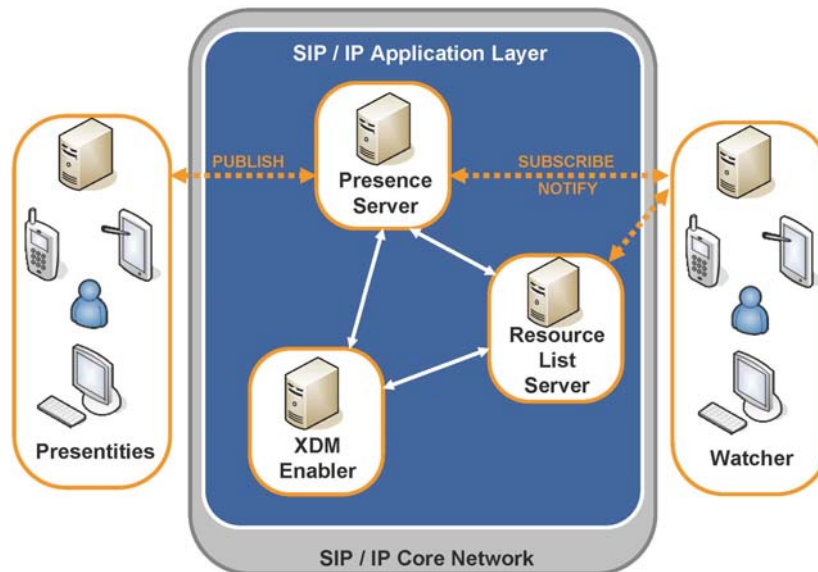 SIP / IP Application Layer
PUBLISH
Presence
Server
SUBSCRIBE
NOTIFY
Resource
List
Server
XDM
Enabler
Presentities
Watcher
SIP / IP Core Network